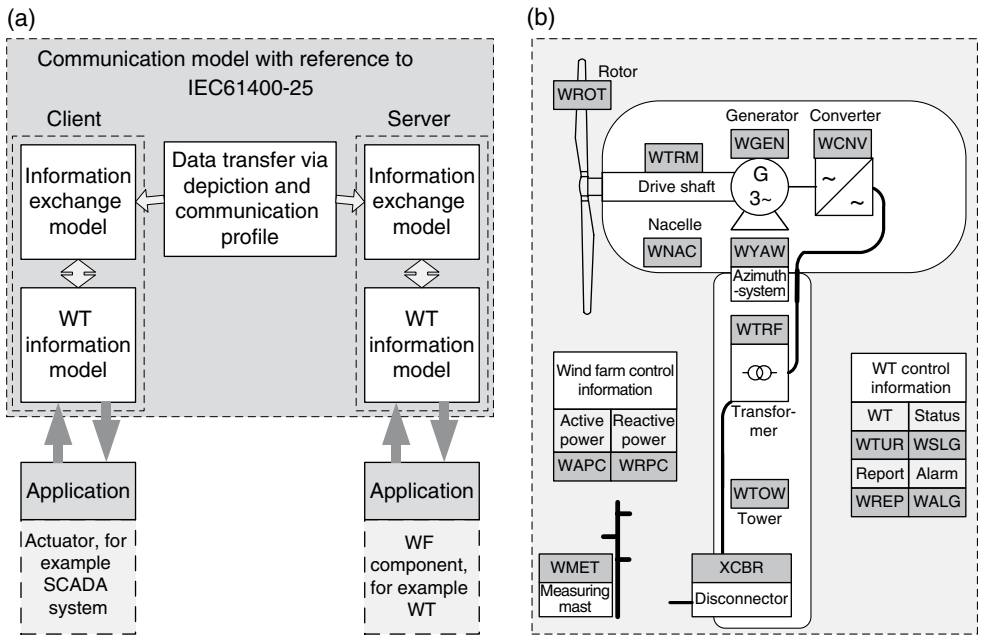 (a)
Communication model with reference to
IEC61400-25
Client
Server
Information
exchange
model
Data transfer via
depiction and
communication
profile
Information
exchange
model
WT
information
model
WT
information
model
Application
Application
Actuator, for
example
SCADA
system
WF
component,
for example
WT
(b)
Rotor
WROT
Generator
Converter
WGEN
WCNV
WTRM
Drive shaft
G
3~
~
~
Nacelle
WNAC
WYAW
Azimuth
-system
WTRF
Transfor-
mer
Wind farm control
information
Active
power
Reactive
power
WAPC
WRPC
WT control
information
WT
Status
WTUR
WSLG
Report
Alarm
WREP
WALG
WTOW
Tower
WMET
Measuring
mast
XCBR
Disconnector